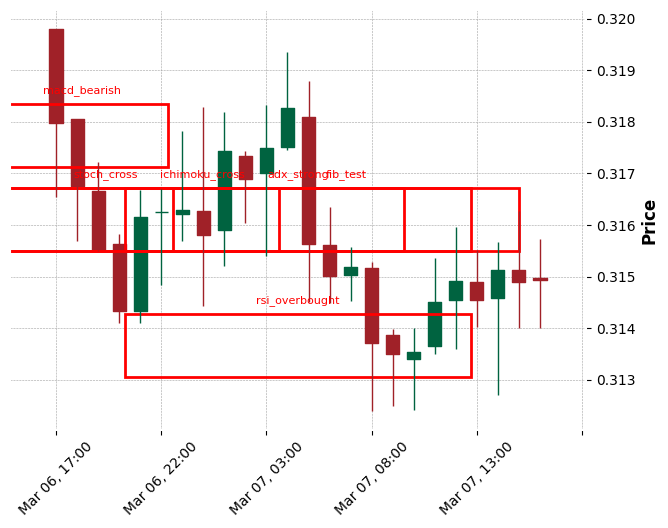 0.320
0.319
macd_bearish
0.318
0.317
stoch_cross ichimoku_cross adx_strong fib_test
0.316
Price
0.315
rsi_overbought
0.314
0.313
Mar 06, 17:00
Mar 06, 22:00
Mar 07, 03:00
Mar 07, 08:00
Mar 07, 13:00